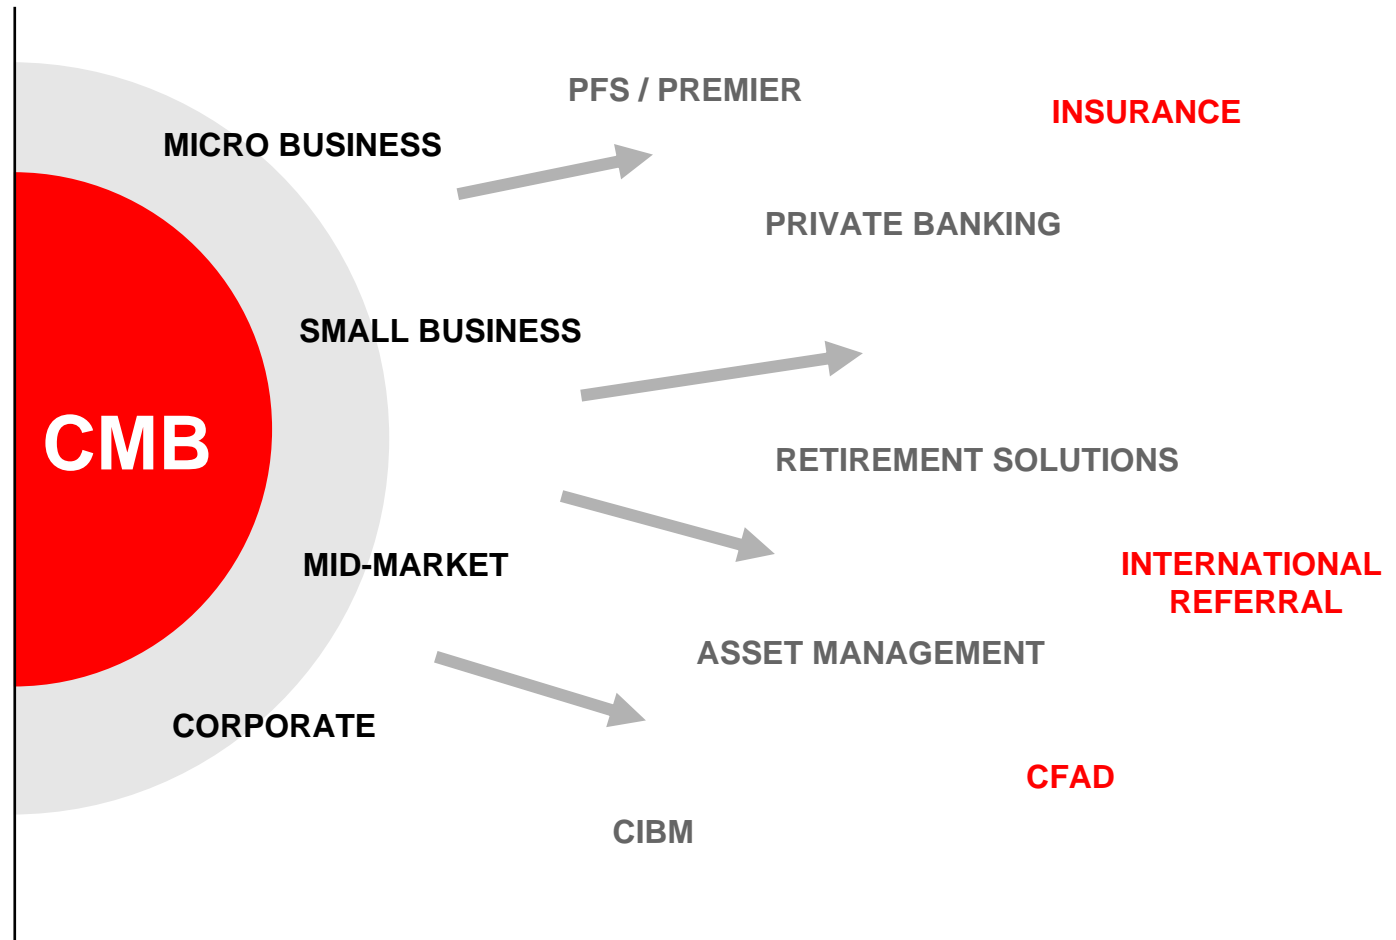 PFS / PREMIER
INSURANCE
MICRO BUSINESS
PRIVATE BANKING
SMALL BUSINESS
CMB
RETIREMENT SOLUTIONS
MID-MARKET
INTERNATIONAL
REFERRAL
ASSET MANAGEMENT
CORPORATE
CFAD
CIBM